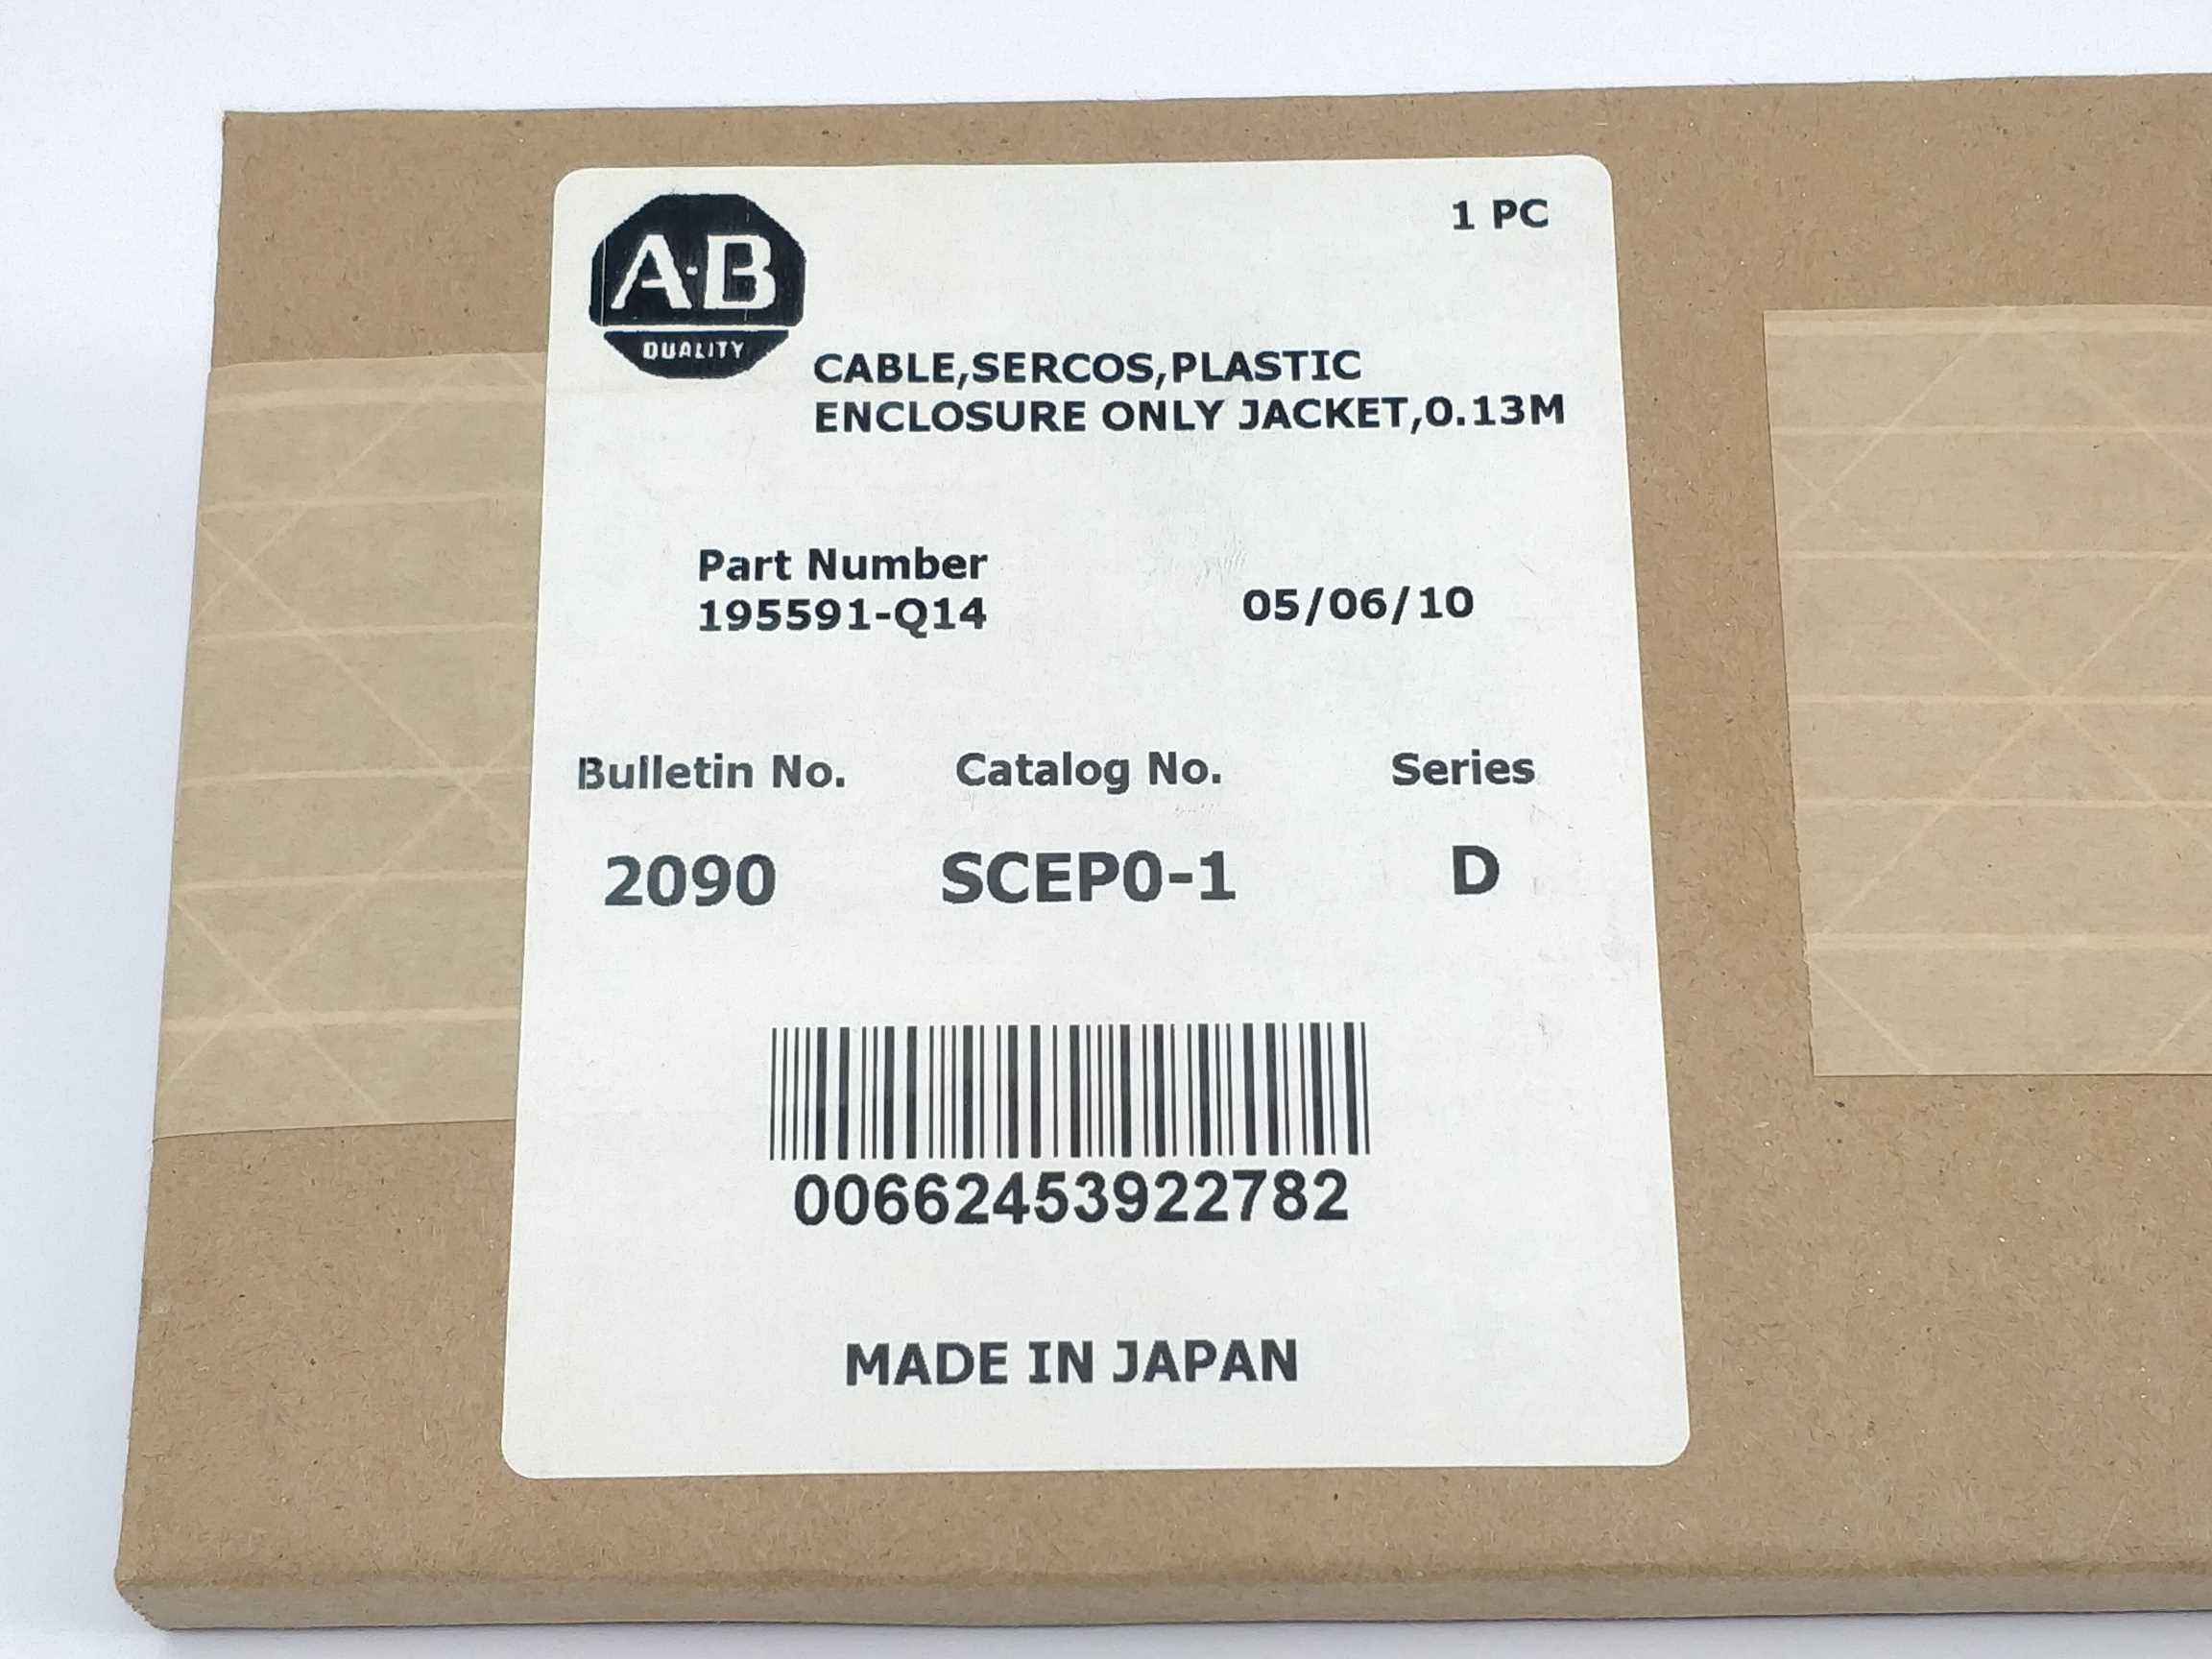 A·B
QUALITY
1 PC
CABLE,SERCOS,PLASTIC
ENCLOSURE ONLY JACKET,0.13M
Part Number
195591-Q14
05/06/10
Bulletin No. Catalog No. Series
2090 SCEP0-1 D
00662453922782
MADE IN JAPAN